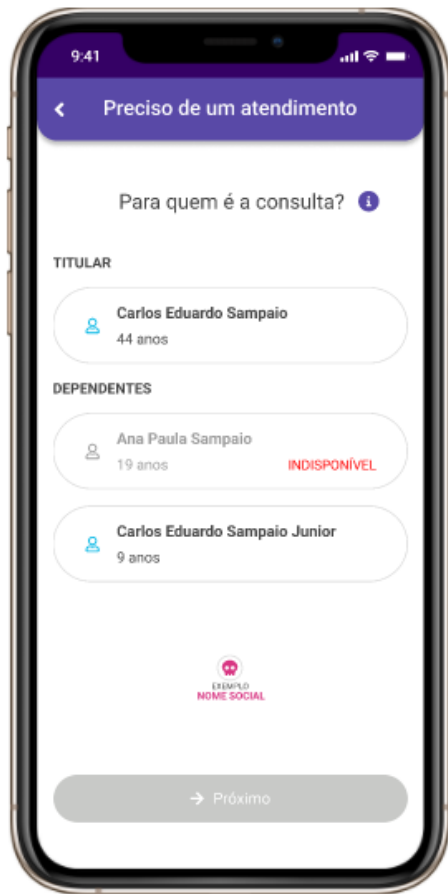 9:41
Preciso de um atendimento
Para quem é a consulta?
TITULAR
Carlos Eduardo Sampaio
44 anos
DEPENDENTES
Ana Paula Sampaio
19 anos INDISPONÍVEL
Carlos Eduardo Sampaio Junior
9 anos
EXEMPLO
NOME SOCIAL
Próximo